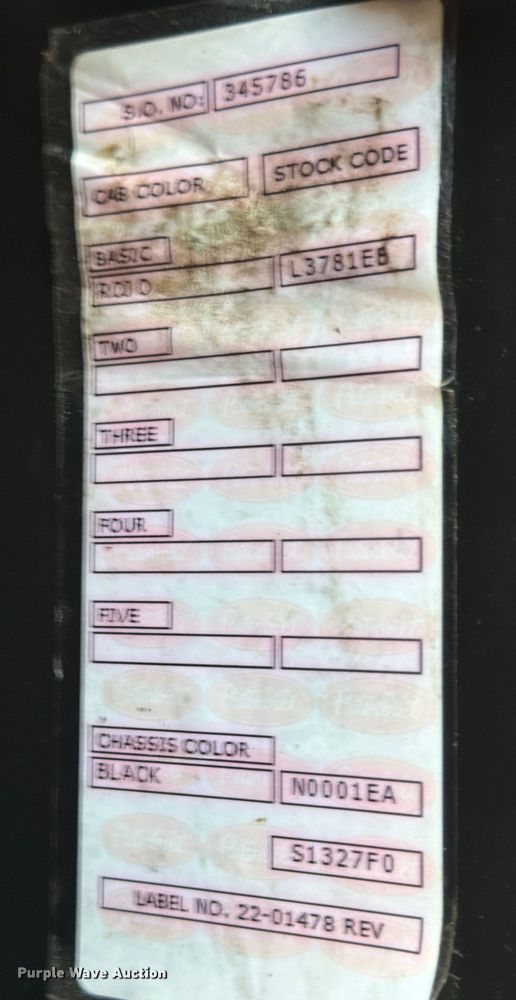 S.O. NO: 345786
CAB COLOR STOCK CODE
BASIC
ROJO L3781EB
TWO
THREE
FOUR
FIVE
CHASSIS COLOR
BLACK N0001EA
S1327F0
LABEL NO. 22-01478 REV
Purple Wave Auction